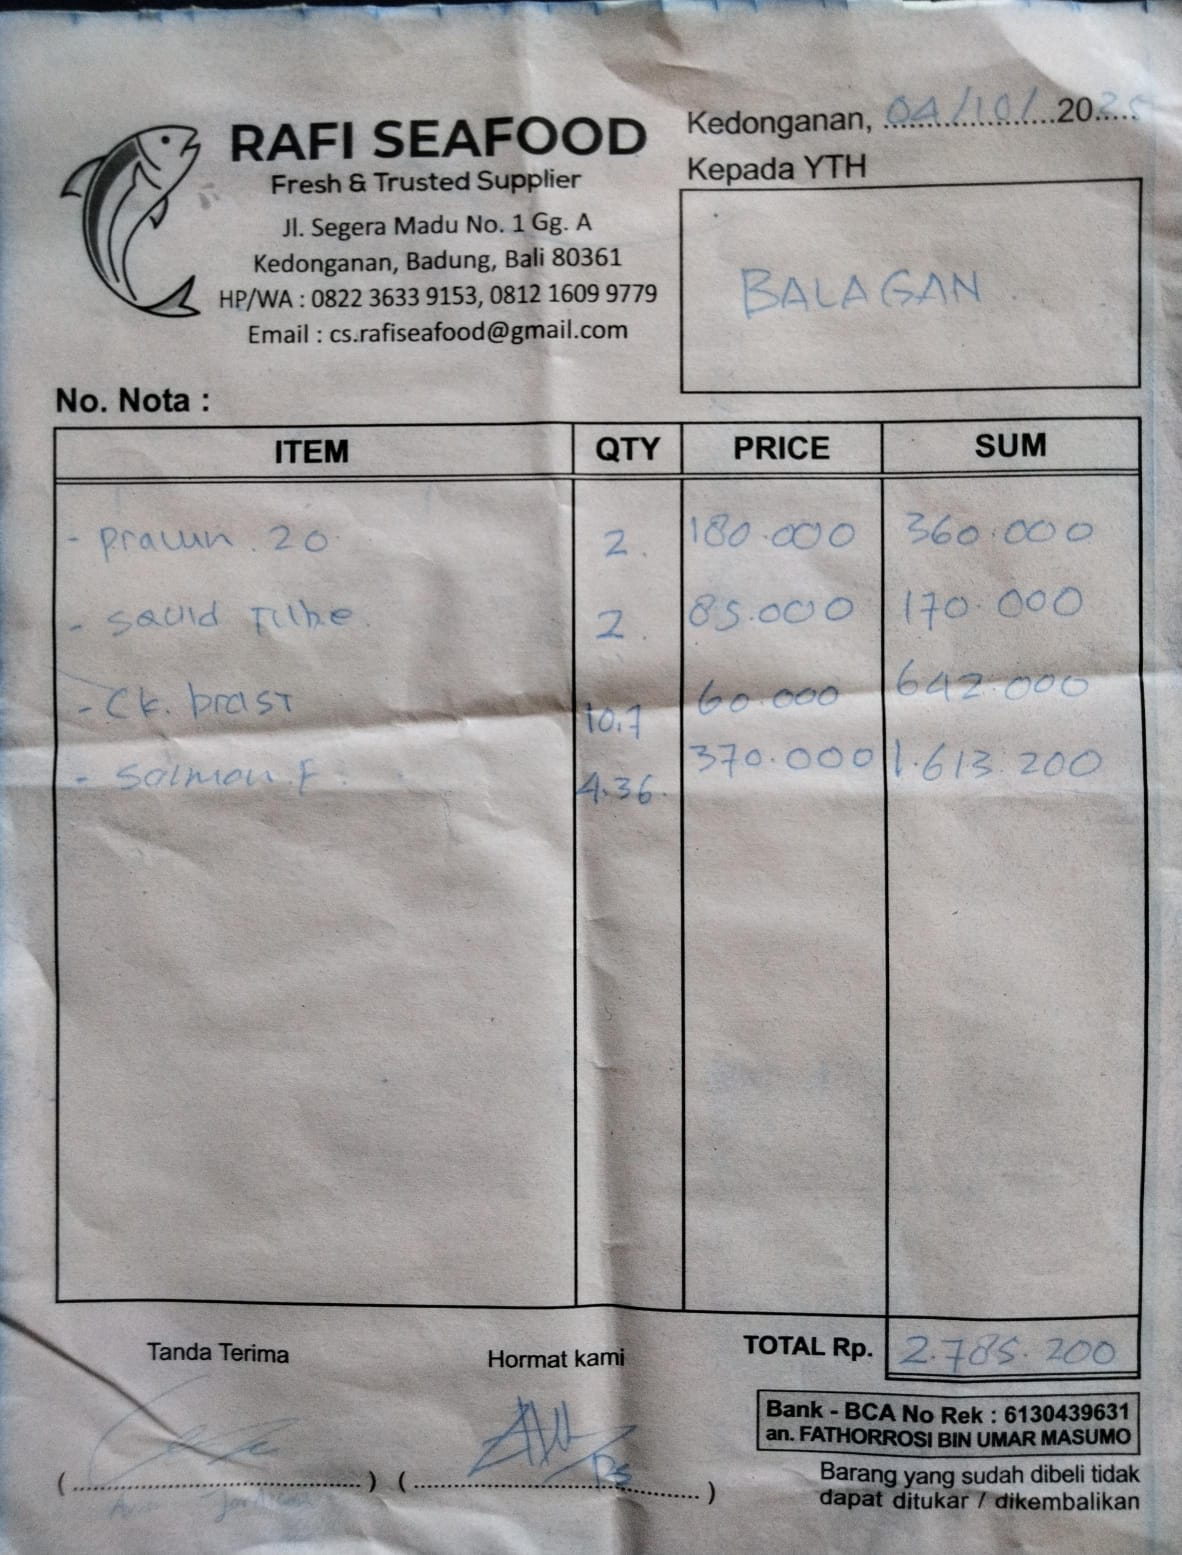 RAFI SEAFOOD
Fresh & Trusted Supplier
Jl. Segera Madu No. 1 Gg. A
Kedonganan, Badung, Bali 80361
HP/WA : 0822 3633 9153, 0812 1609 9779
Email : cs.rafiseafood@gmail.com
Kedonganan, 04/10/ 2025
Kepada YTH
BALAGAN
No. Nota :
ITEM QTY PRICE SUM
- prawn . 20 2. 180.000 360.000
- squid Tube 2. 85.000 170.000
- Ck. brast 10.7 60.000 642.000
- Salmon. F. 4.36. 370.000 1.613.200
TOTAL Rp. 2.785.200
Tanda Terima
Hormat kami
Bank - BCA No Rek : 6130439631
an. FATHORROSI BIN UMAR MASUMO
Barang yang sudah dibeli tidak
dapat ditukar / dikembalikan